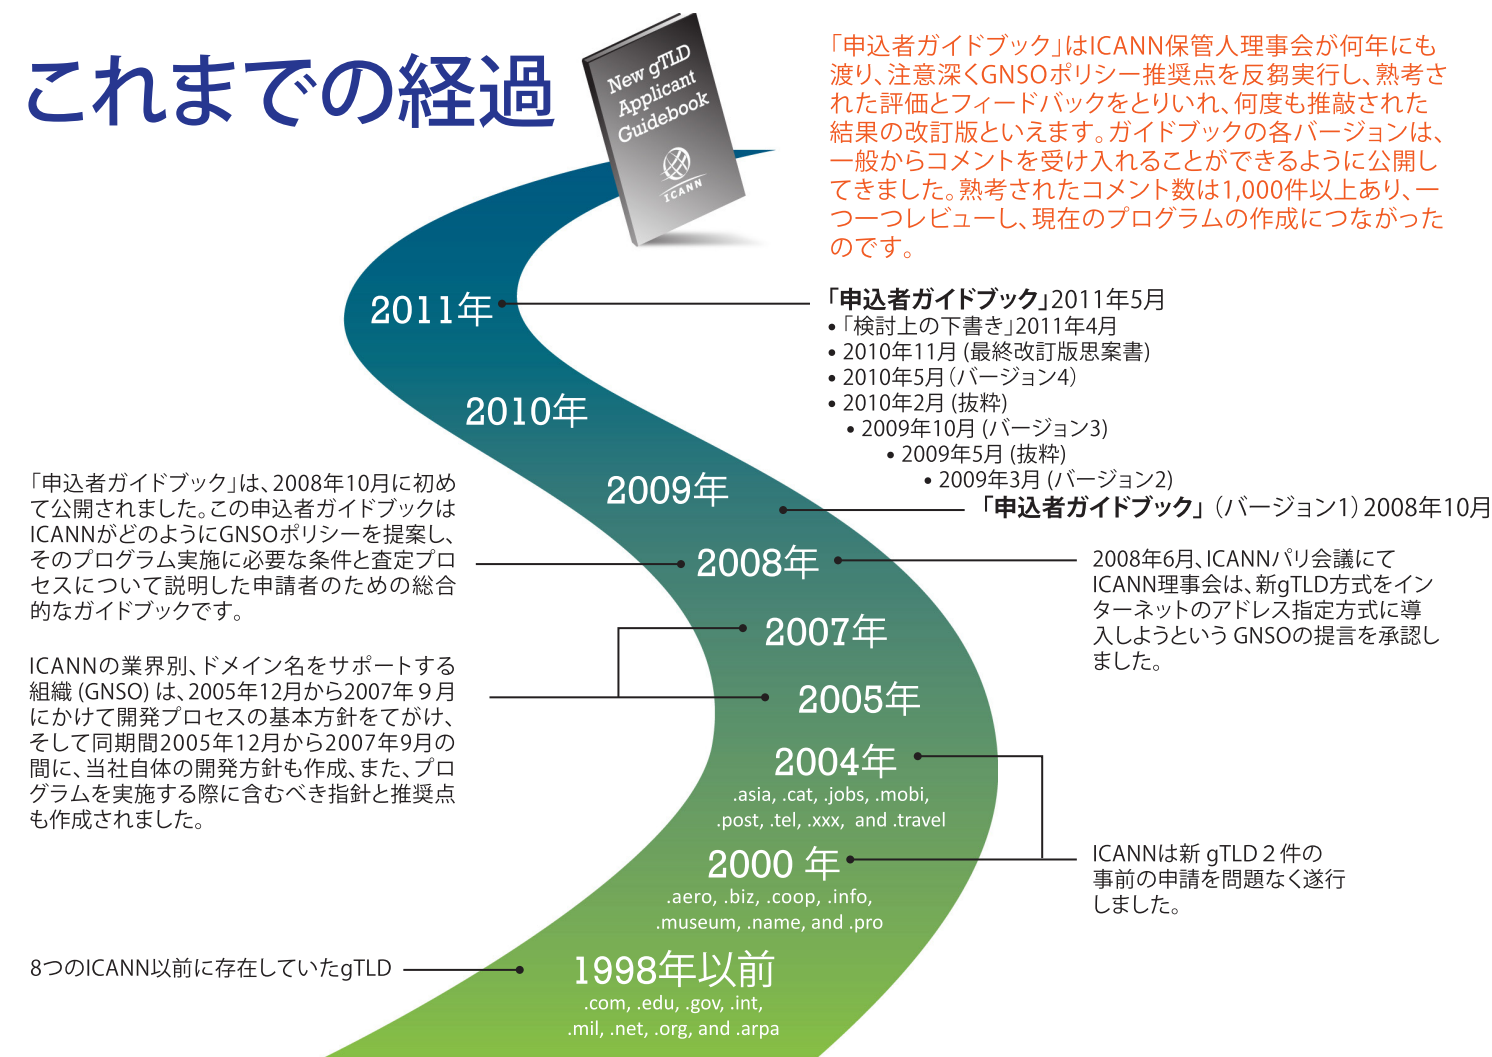 これまでの経過
New gTLD
Applicant
Guidebook
ICANN
「申込者ガイドブック」はICANN保管人理事会が何年にも
渡り、注意深くGNSOポリシー推奨点を反芻実行し、熟考さ
れた評価とフィードバックをとりいれ、何度も推敲された
結果の改訂版といえます。ガイドブックの各バージョンは、
一般からコメントを受け入れることができるように公開し
てきました。熟考されたコメント数は1,000件以上あり、一
つ一つレビューし、現在のプログラムの作成につながった
のです。
2011年
「申込者ガイドブック」2011年5月
•「検討上の下書き」2011年4月
• 2010年11月 (最終改訂版思案書)
• 2010年5月（バージョン4）
• 2010年2月 (抜粋)
• 2009年10月 (バージョン3)
• 2009年5月 (抜粋)
• 2009年3月 (バージョン2)
「申込者ガイドブック」（バージョン1）2008年10月
2010年
2009年
「申込者ガイドブック」は、2008年10月に初め
て公開されました。この申込者ガイドブックは
ICANNがどのようにGNSOポリシーを提案し、
そのプログラム実施に必要な条件と査定プロ
セスについて説明した申請者のための総合
的なガイドブックです。
2008年
2008年6月、ICANNパリ会議にて
ICANN理事会は、新gTLD方式をイン
ターネットのアドレス指定方式に導
入しようという GNSOの提言を承認し
ました。
2007年
ICANNの業界別、ドメイン名をサポートする
組織 (GNSO) は、2005年12月から2007年９月
にかけて開発プロセスの基本方針をてがけ、
そして同期間2005年12月から2007年9月の
間に、当社自体の開発方針も作成、また、プロ
グラムを実施する際に含むべき指針と推奨点
も作成されました。
2005年
2004年
.asia, .cat, .jobs, .mobi,
.post, .tel, .xxx, and .travel
2000 年
.aero, .biz, .coop, .info,
.museum, .name, and .pro
ICANNは新 gTLD２件の
事前の申請を問題なく遂行
しました。
8つのICANN以前に存在していたgTLD
1998年以前
.com, .edu, .gov, .int,
.mil, .net, .org, and .arpa